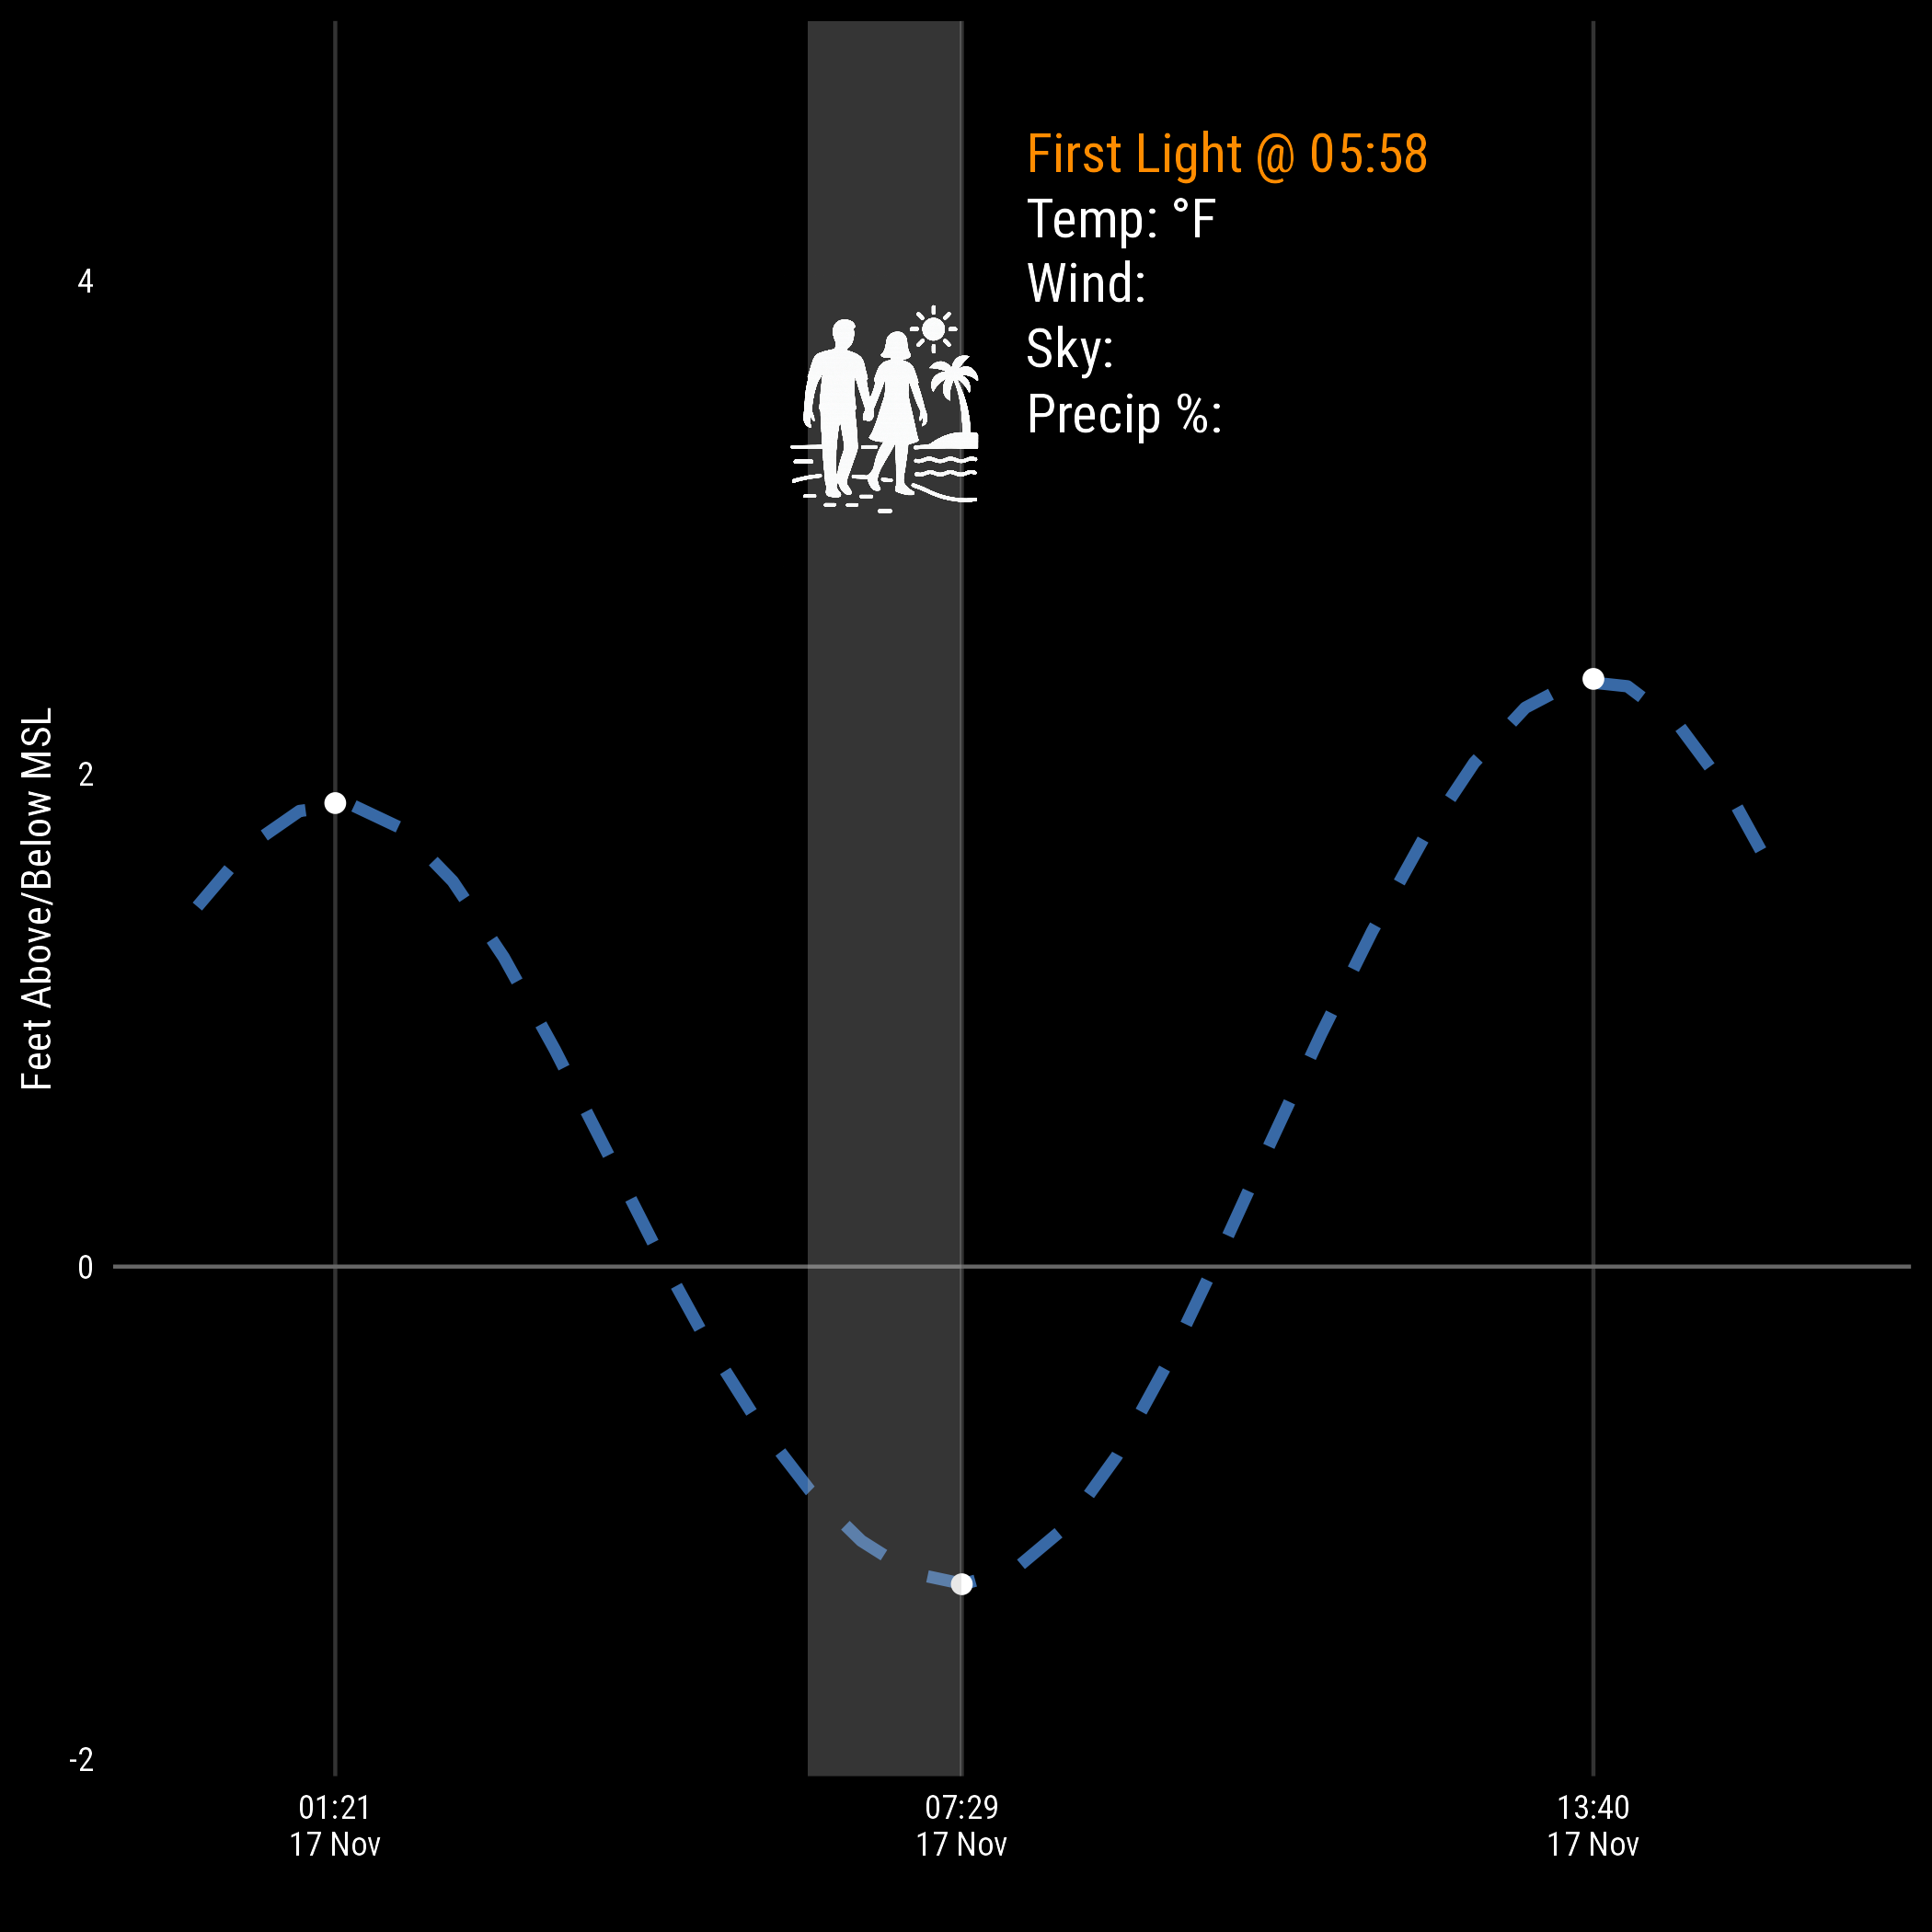 First Light @ 05:58
Temp: °F
Wind:
Sky:
Precip %:
4
2
0
-2
Feet Above/Below MSL
01:21
17 Nov
07:29
17 Nov
13:40
17 Nov